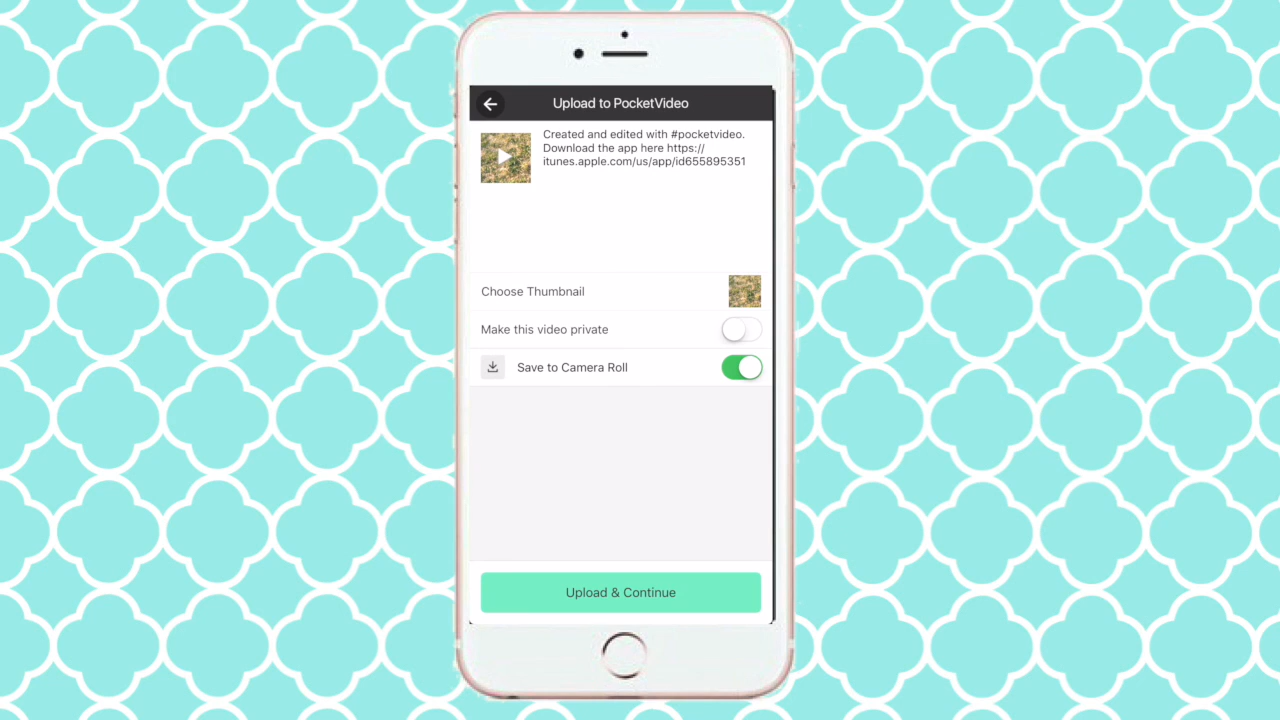 Upload to PocketVideo
Created and edited with #pocketvideo.
Download the app here https://
itunes.apple.com/us/app/id655895351
Choose Thumbnail
Make this video private
Save to Camera Roll
Upload & Continue